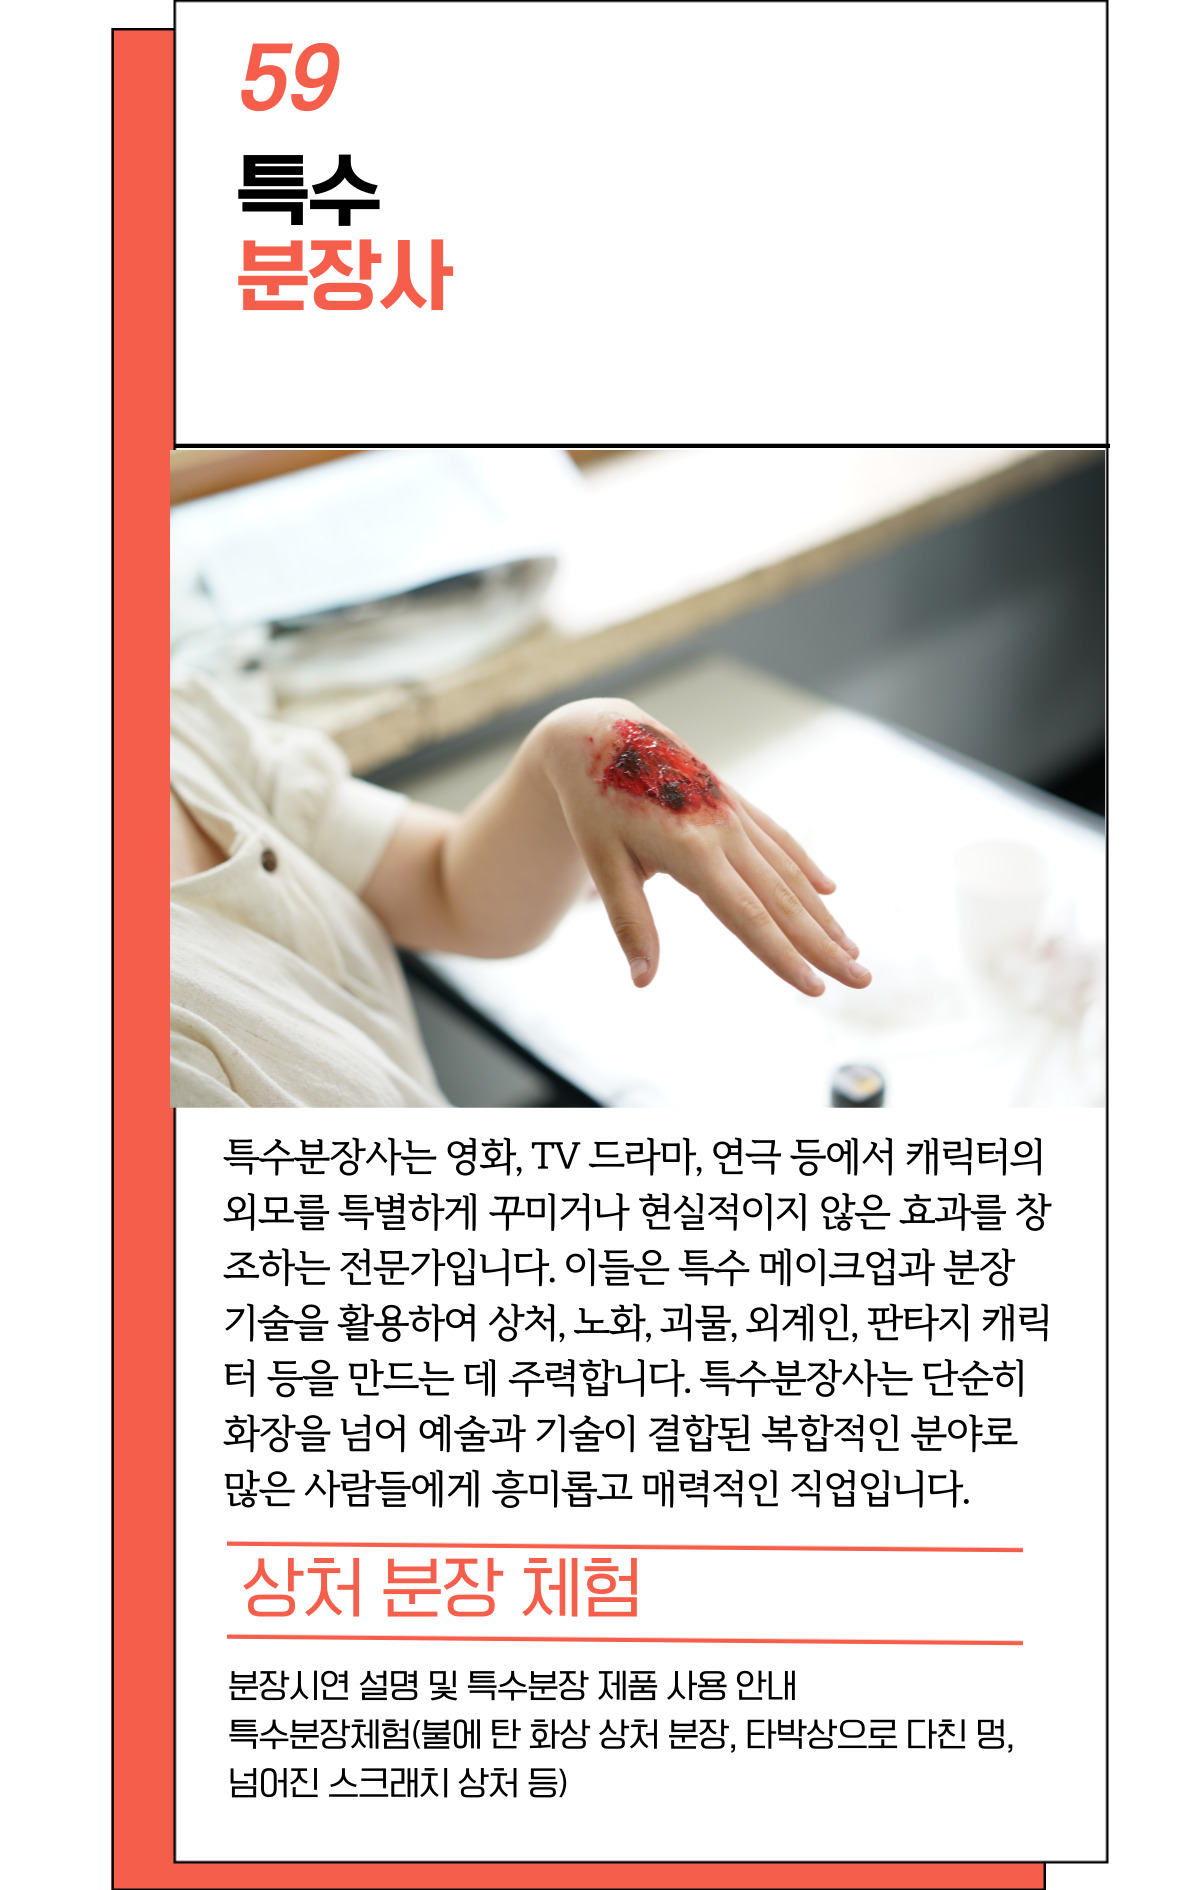 59
특수
분장사
특수분장사는 영화, TV 드라마, 연극 등에서 캐릭터의
외모를 특별하게 꾸미거나 현실적이지 않은 효과를 창
조하는 전문가입니다. 이들은 특수 메이크업과 분장
기술을 활용하여 상처, 노화, 괴물, 외계인, 판타지 캐릭
터 등을 만드는 데 주력합니다. 특수분장사는 단순히
화장을 넘어 예술과 기술이 결합된 복합적인 분야로
많은 사람들에게 흥미롭고 매력적인 직업입니다.
상처 분장 체험
분장시연 설명 및 특수분장 제품 사용 안내
특수분장체험(불에 탄 화상 상처 분장, 타박상으로 다친 멍,
넘어진 스크래치 상처 등)